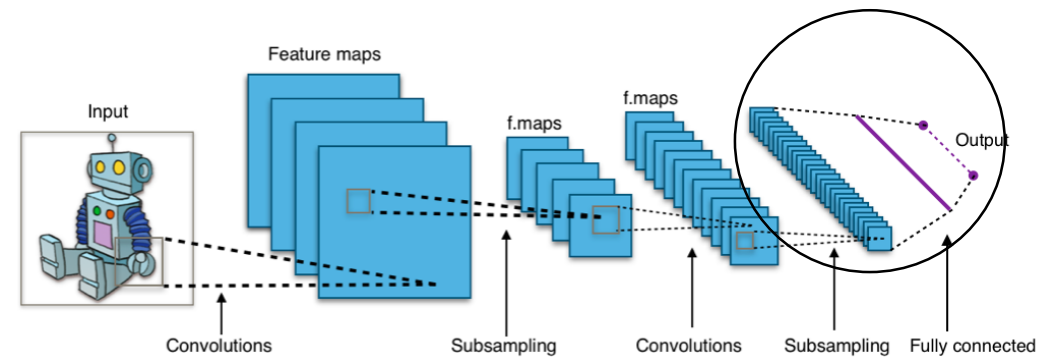 Input
Feature maps
f.maps
f.maps
Output
Convolutions
Subsampling
Convolutions
Subsampling
Fully connected